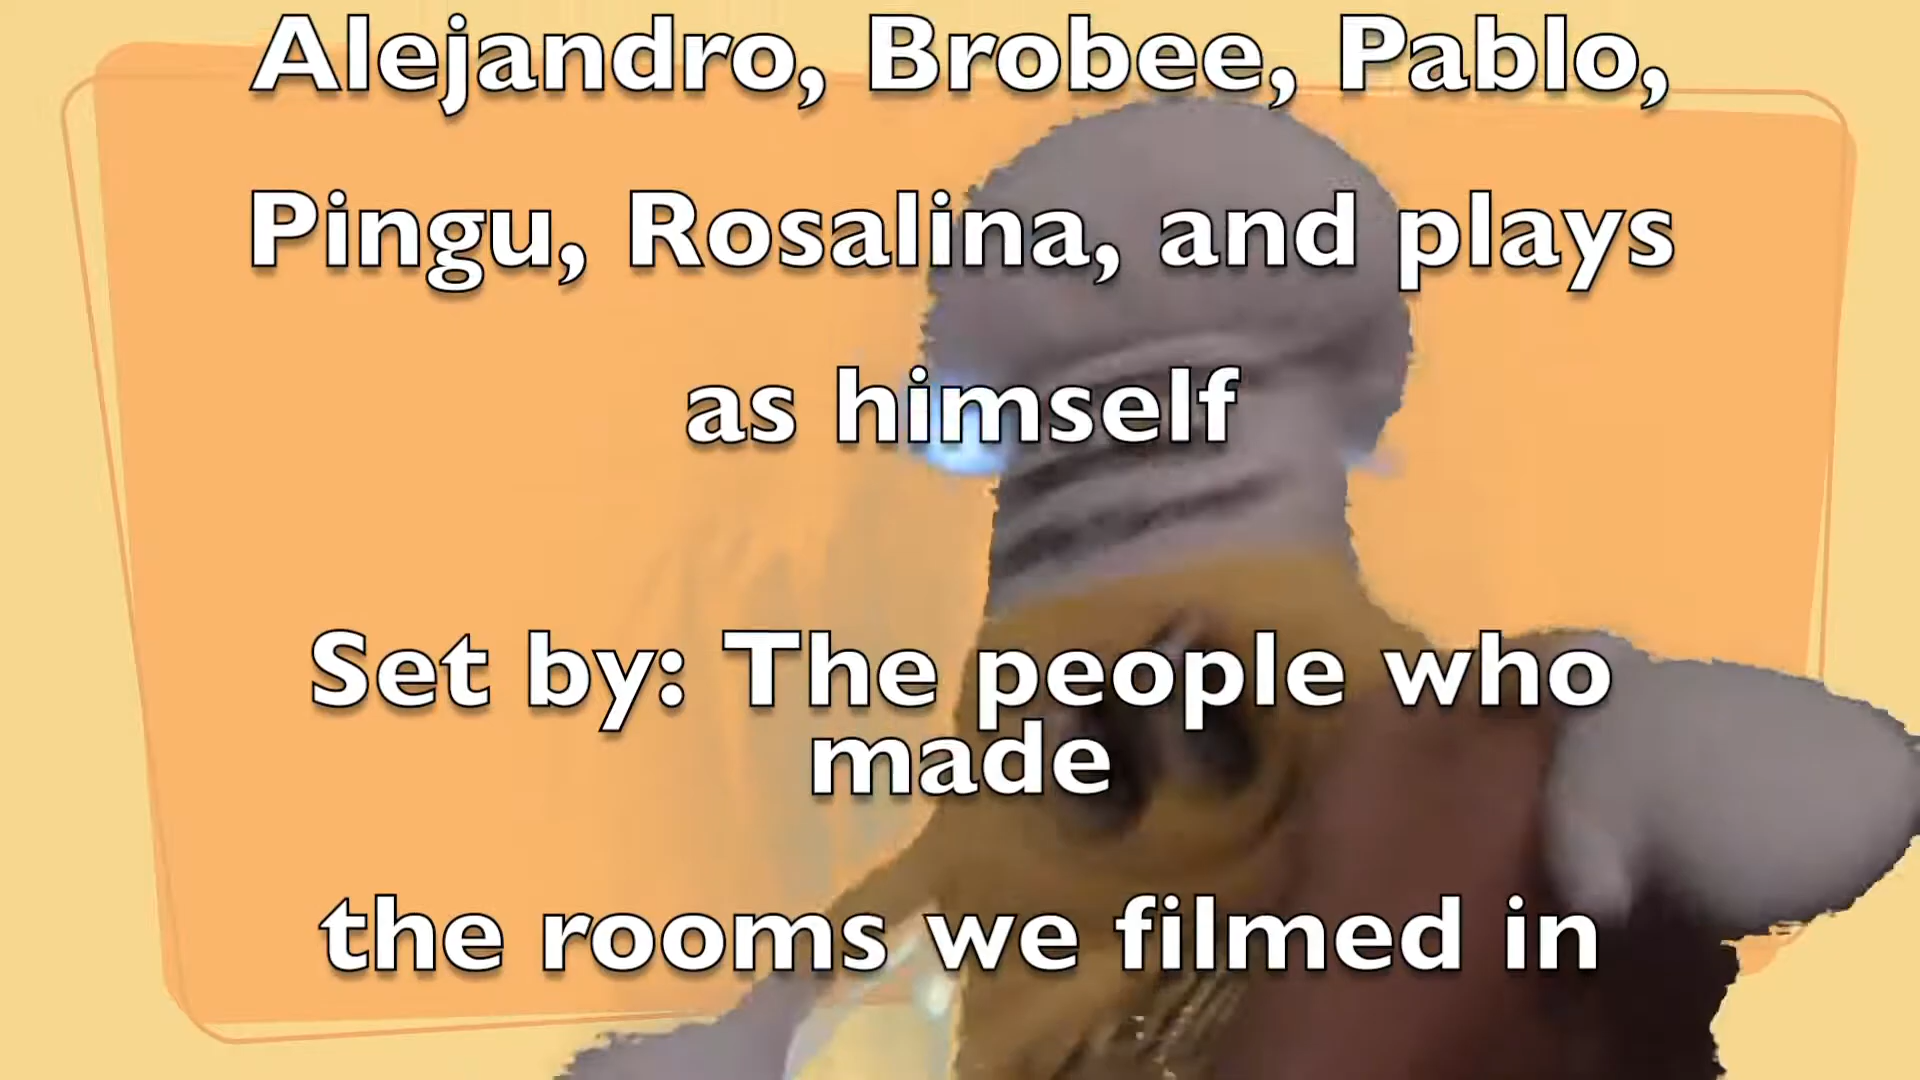 Alejandro, Brobee, Pablo,
Pingu, Rosalina, and plays
as himself
Set by: The people who
made
the rooms we filmed in